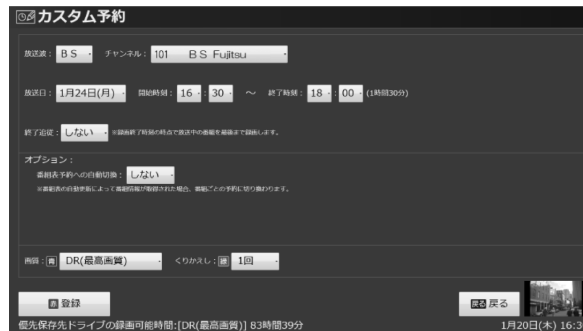 カスタム予約
放送波: BS チャンネル: 101 BS Fujitsu
放送日: 1月24日(月) 開始時刻: 16 : 30 ～ 終了時刻: 18 : 00 (1時間30分)
終了追従: しない ※録画終了時刻の時点で放送中の番組を最後まで録画します。
オプション:
番組表予約への自動切換: しない
※番組表の自動更新によって番組情報が取得された場合、番組ごとの予約に切り換わります。
画質: 青 DR(最高画質) くりかえし: 緑 1回
赤 登録
戻る 戻る
優先保存先ドライブの録画可能時間:[DR(最高画質)] 83時間39分
1月20日(木) 16:3